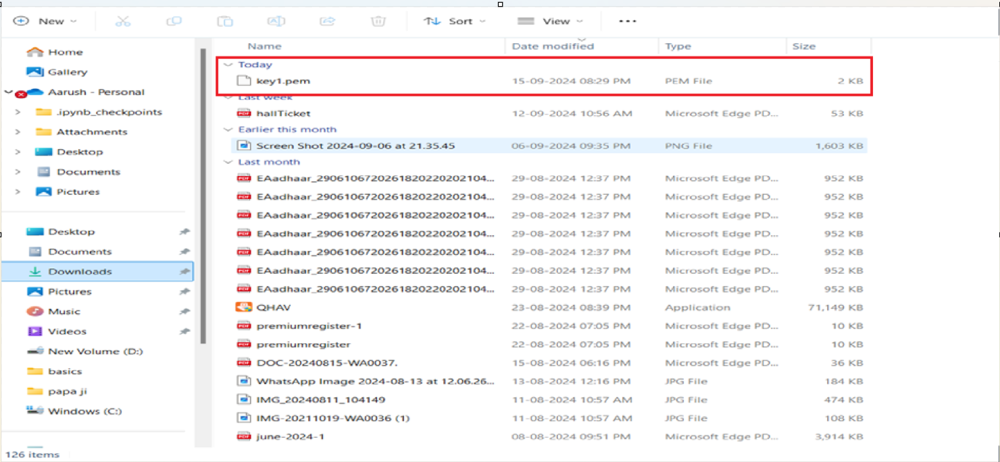 New
Sort
View
Home
Gallery
Aarush - Personal
.ipynb_checkpoints
Attachments
Desktop
Documents
Pictures
Desktop
Documents
Downloads
Pictures
Music
Videos
New Volume (D:)
basics
papa ji
Windows (C:)
126 items
Name Date modified Type Size
Today
key1.pem 15-09-2024 08:29 PM PEM File 2 KB
Last week
hallTicket 12-09-2024 10:56 AM Microsoft Edge PD... 53 KB
Earlier this month
Screen Shot 2024-09-06 at 21.35.45 06-09-2024 09:35 PM PNG File 1,603 KB
Last month
EAadhaar_29061067202618202202021​04... 29-08-2024 12:37 PM Microsoft Edge PD... 952 KB
EAadhaar_2906106720261820220202104... 29-08-2024 12:37 PM Microsoft Edge PD... 952 KB
EAadhaar_2906106720261820220202104... 29-08-2024 12:37 PM Microsoft Edge PD... 952 KB
EAadhaar_2906106720261820220202104... 29-08-2024 12:37 PM Microsoft Edge PD... 952 KB
EAadhaar_2906106720261820220202104... 29-08-2024 12:37 PM Microsoft Edge PD... 952 KB
EAadhaar_2906106720261820220202104... 29-08-2024 12:37 PM Microsoft Edge PD... 952 KB
EAadhaar_2906106720261820220202104... 29-08-2024 12:37 PM Microsoft Edge PD... 952 KB
QHAV 23-08-2024 08:39 PM Application 71,149 KB
premiumregister-1 22-08-2024 07:05 PM Microsoft Edge PD... 10 KB
premiumregister 22-08-2024 07:05 PM Microsoft Edge PD... 10 KB
DOC-20240815-WA0037. 15-08-2024 06:16 PM Microsoft Edge PD... 36 KB
WhatsApp Image 2024-08-13 at 12.06.26... 13-08-2024 12:16 PM JPG File 184 KB
IMG_20240811_104149 11-08-2024 10:57 AM JPG File 474 KB
IMG-20211019-WA0036 (1) 11-08-2024 10:57 AM JPG File 108 KB
june-2024-1 08-08-2024 09:51 PM Microsoft Edge PD... 3,914 KB